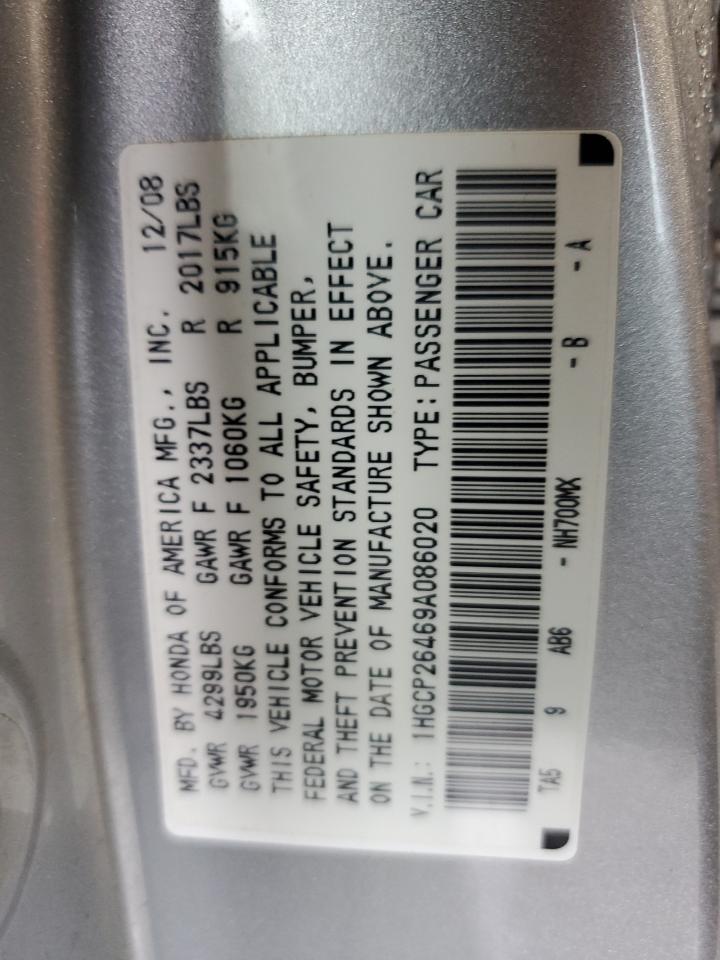 MFD. BY HONDA OF AMERICA MFG., INC. 12/08
GVWR 4299LBS GAWR F 2337LBS R 2017LBS
GVWR 1950KG GAWR F 1060KG R 915KG
THIS VEHICLE CONFORMS TO ALL APPLICABLE
FEDERAL MOTOR VEHICLE SAFETY, BUMPER,
AND THEFT PREVENTION STANDARDS IN EFFECT
ON THE DATE OF MANUFACTURE SHOWN ABOVE.
V.I.N.: 1HGCP26469A086020 TYPE:PASSENGER CAR
TA5 9 AB6 - NH700MX - B - A